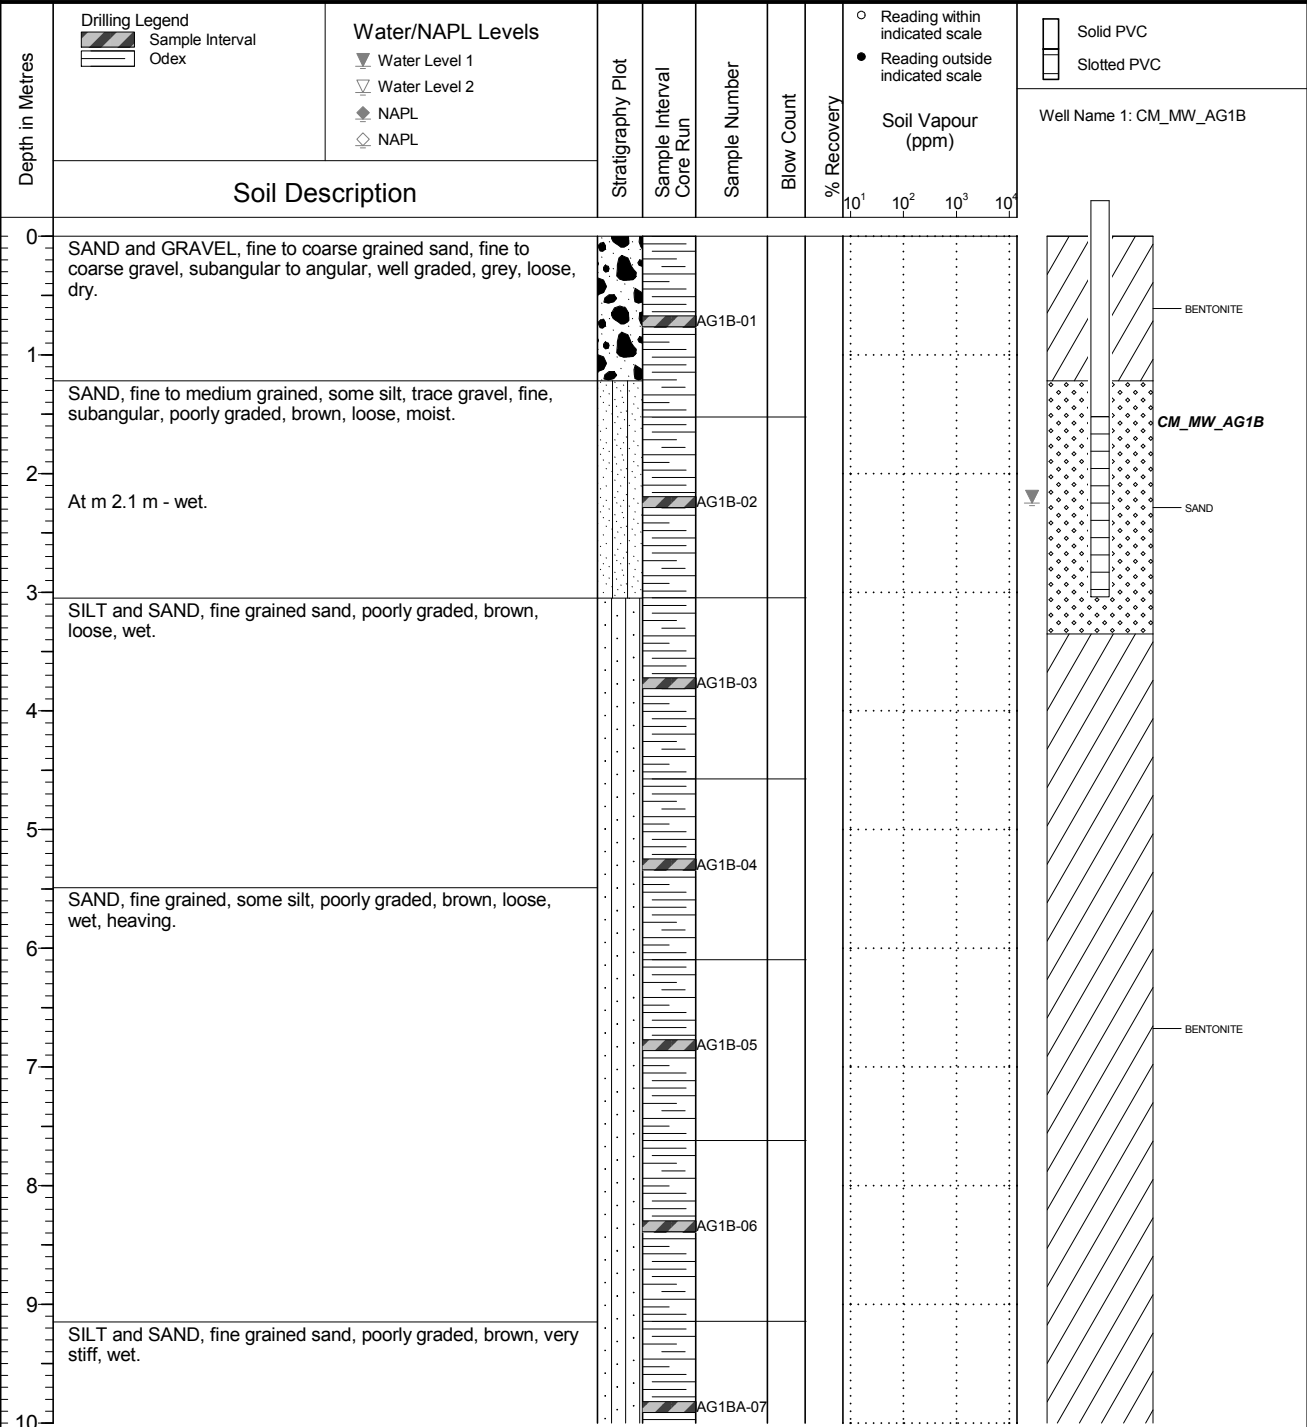 Drilling Legend
Sample Interval
Odex
Water/NAPL Levels
Water Level 1
Water Level 2
NAPL
NAPL
Depth in Metres
Soil Description
Stratigraphy Plot
Sample Interval
Core Run
Sample Number
Blow Count
% Recovery
Reading within
indicated scale
Reading outside
indicated scale
Soil Vapour
(ppm)
10¹ 10² 10³ 10⁴
Solid PVC
Slotted PVC
Well Name 1: CM_MW_AG1B
0
SAND and GRAVEL, fine to coarse grained sand, fine to
coarse gravel, subangular to angular, well graded, grey, loose,
dry.
BENTONITE
AG1B-01
1
SAND, fine to medium grained, some silt, trace gravel, fine,
subangular, poorly graded, brown, loose, moist.
CM_MW_AG1B
2
At m 2.1 m - wet.
AG1B-02
SAND
3
SILT and SAND, fine grained sand, poorly graded, brown,
loose, wet.
AG1B-03
4
5
AG1B-04
SAND, fine grained, some silt, poorly graded, brown, loose,
wet, heaving.
6
BENTONITE
AG1B-05
7
8
AG1B-06
9
SILT and SAND, fine grained sand, poorly graded, brown, very
stiff, wet.
AG1BA-07
10